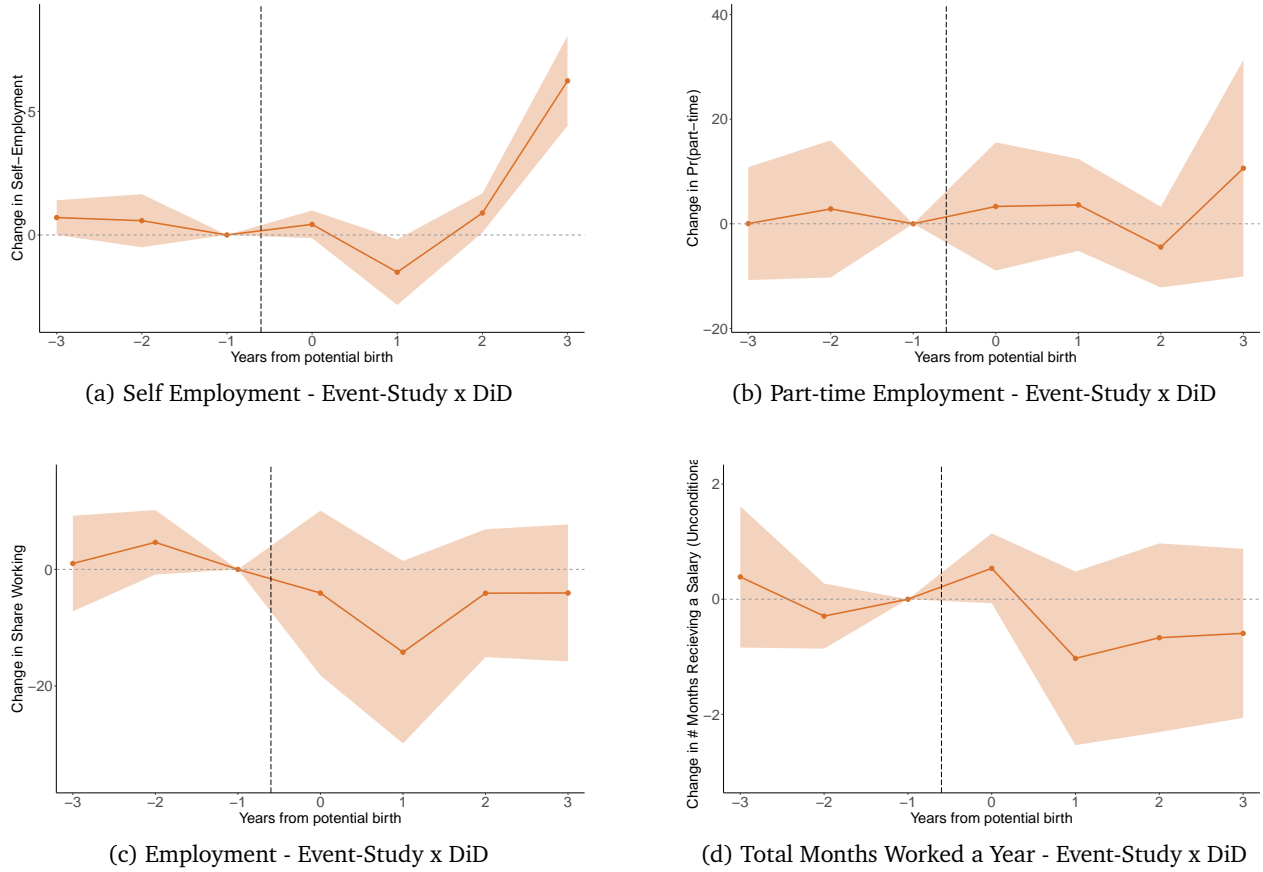 Change in Self−Employment
5
0
−3 −2 −1 0 1 2 3
Years from potential birth
(a) Self Employment - Event-Study x DiD
Change in Pr(part−time)
40
20
0
−20
−3 −2 −1 0 1 2 3
Years from potential birth
(b) Part-time Employment - Event-Study x DiD
Change in Share Working
0
−20
−3 −2 −1 0 1 2 3
Years from potential birth
(c) Employment - Event-Study x DiD
Change in # Months Recieving a Salary (Unconditiona
2
0
−2
−3 −2 −1 0 1 2 3
Years from potential birth
(d) Total Months Worked a Year - Event-Study x DiD